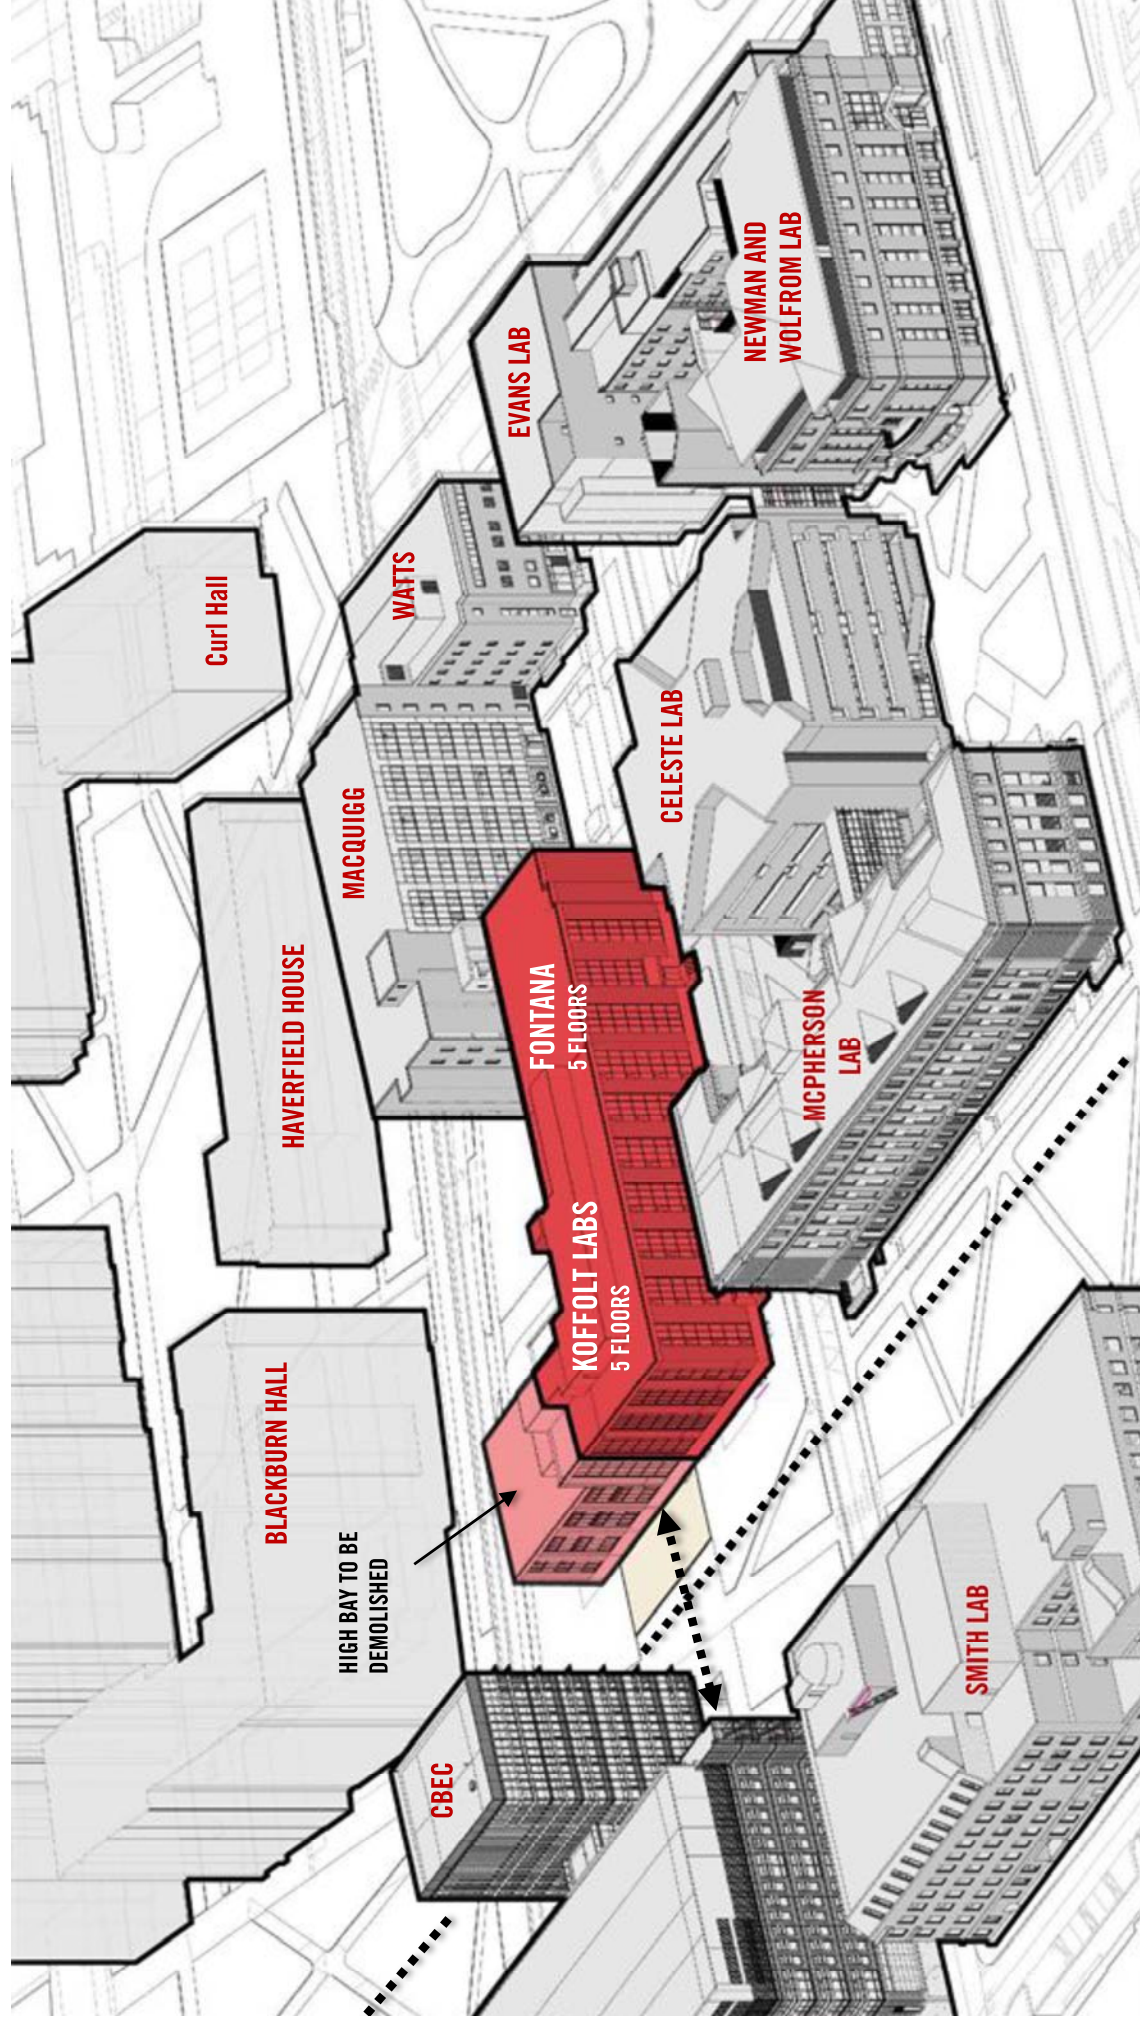 BLACKBURN HALL
HAVERFIELD HOUSE
Curl Hall
HIGH BAY TO BE
DEMOLISHED
MACQUIGG
WATTS
CBEC
EVANS LAB
FONTANA
5 FLOORS
KOFFOLT LABS
5 FLOORS
CELESTE LAB
NEWMAN AND
WOLFROM LAB
MCPHERSON
LAB
SMITH LAB